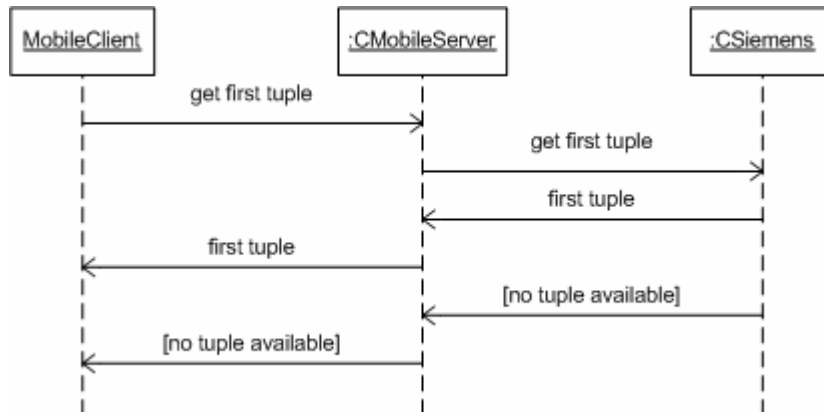 MobileClient
:CMobileServer
:CSiemens
get first tuple
get first tuple
first tuple
first tuple
[no tuple available]
[no tuple available]